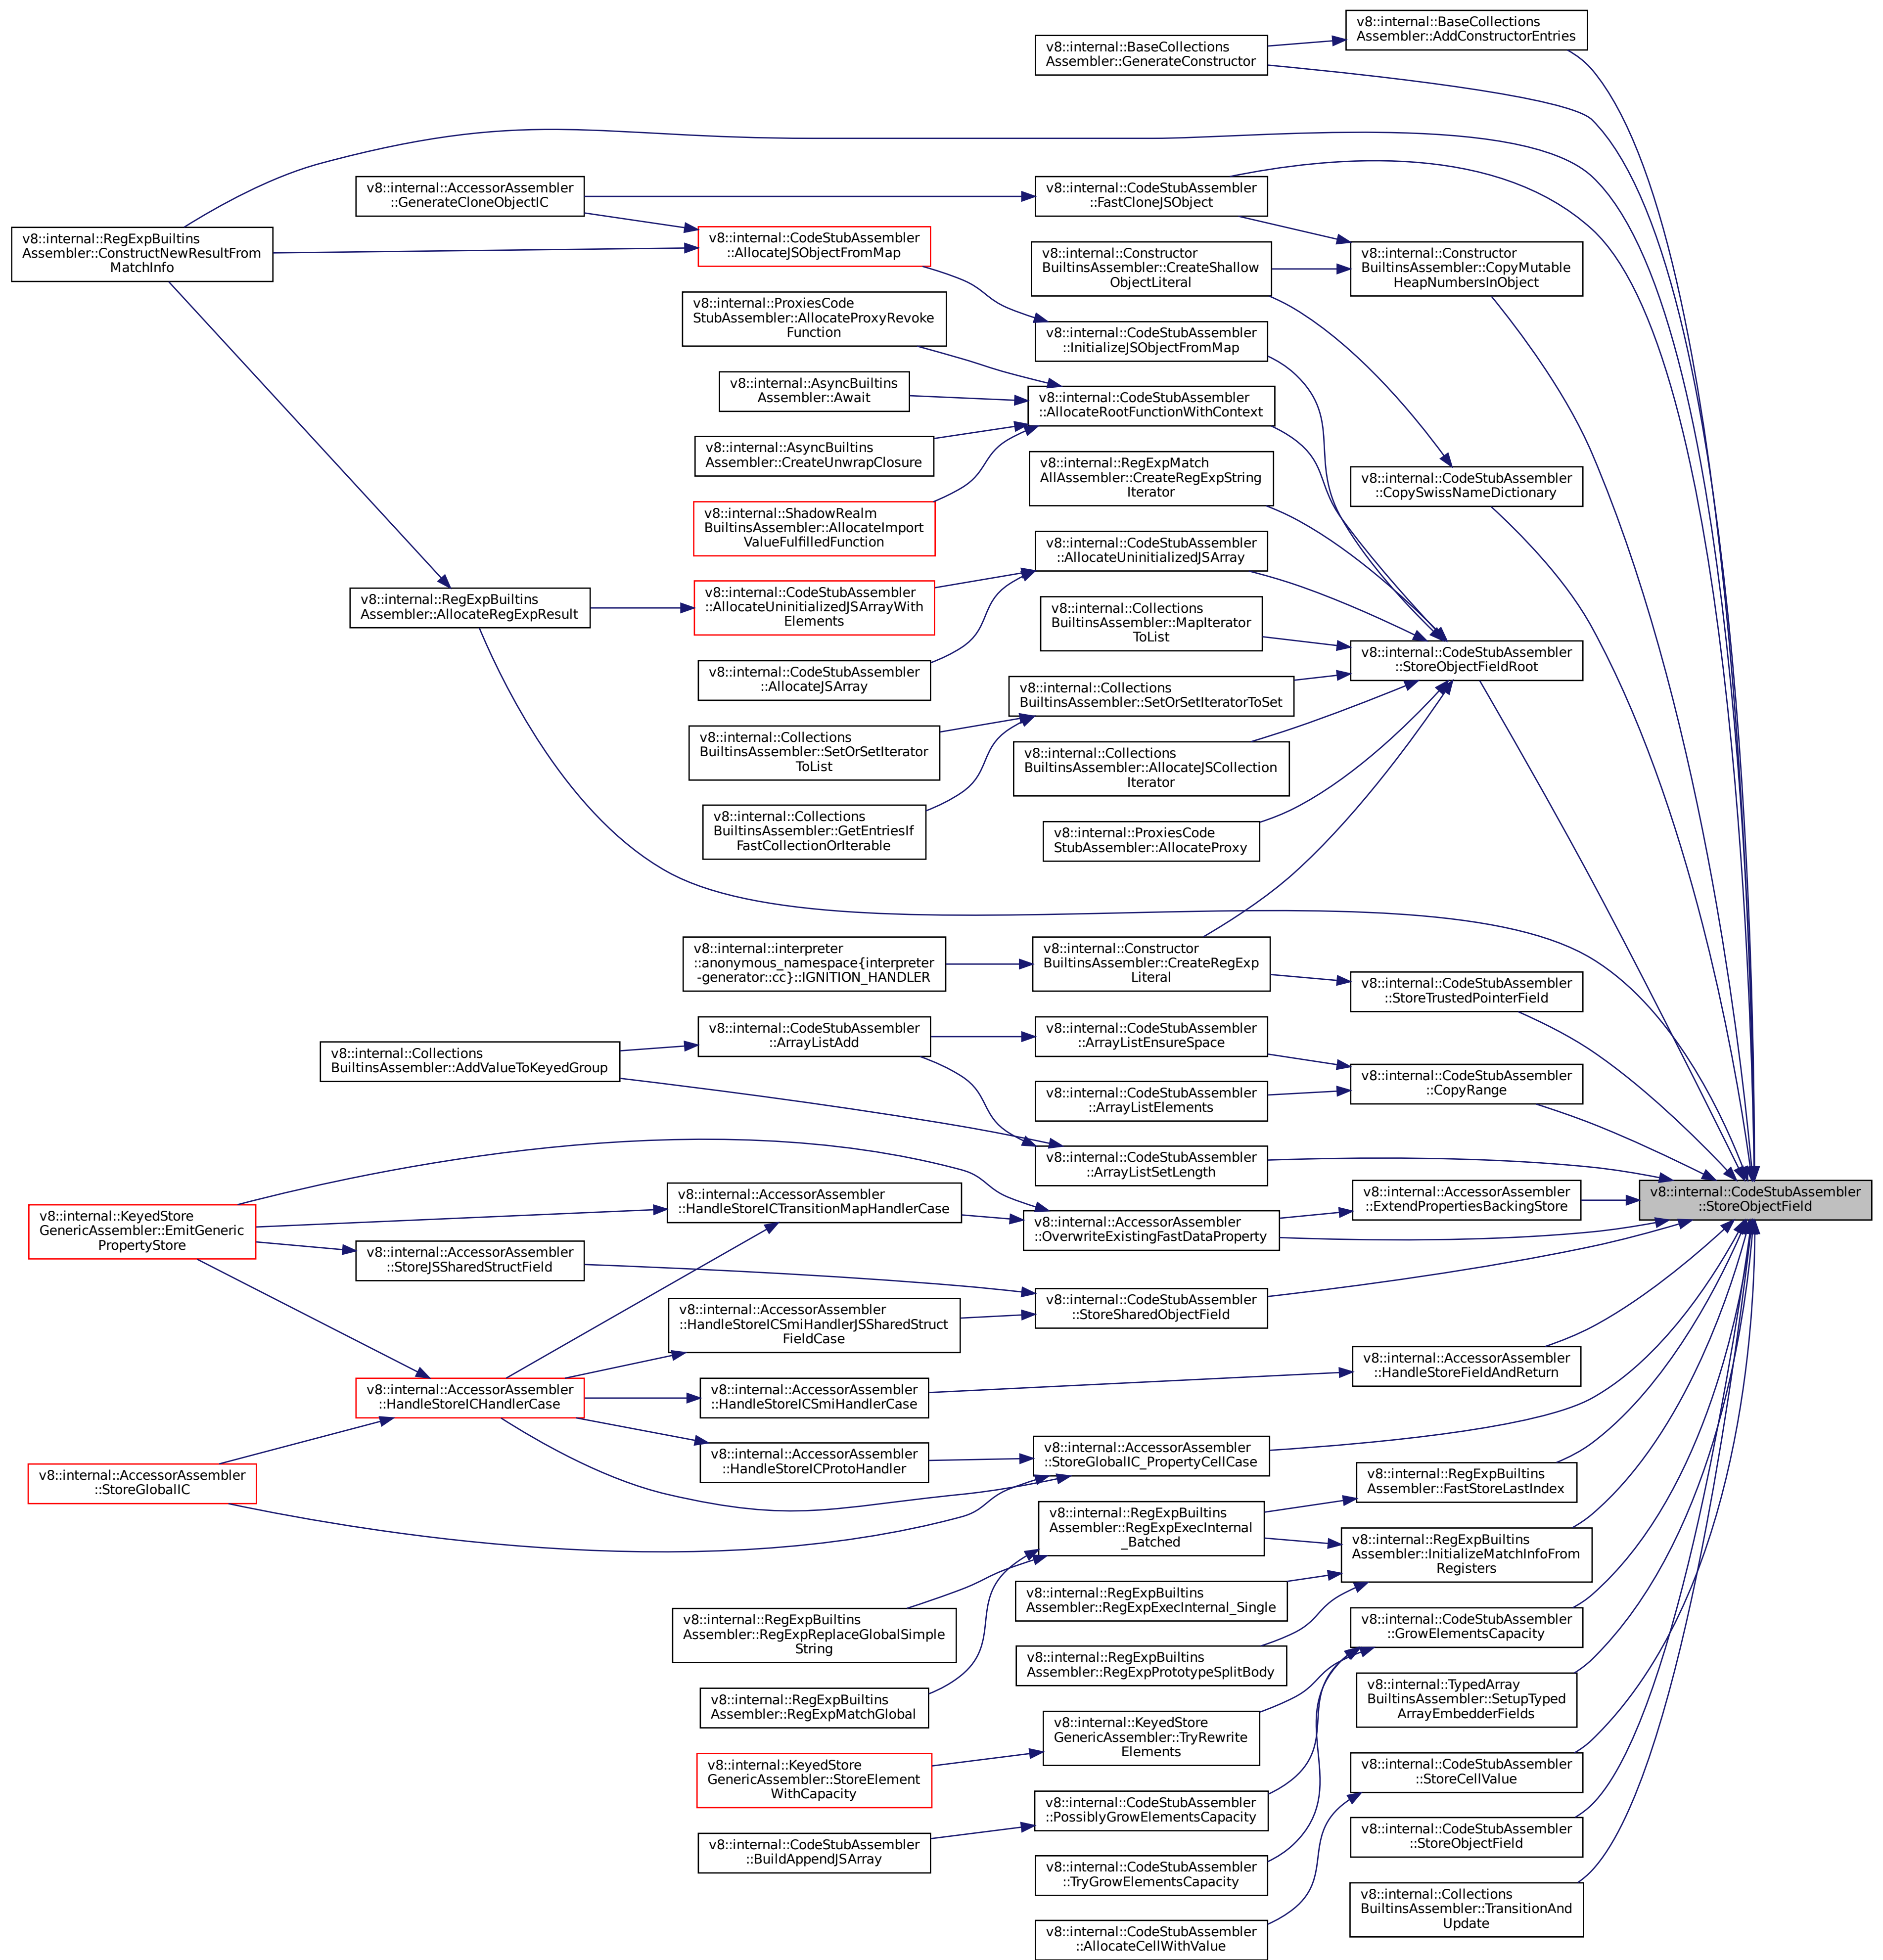 v8::internal::BaseCollections
Assembler::AddConstructorEntries
v8::internal::BaseCollections
Assembler::GenerateConstructor
v8::internal::AccessorAssembler
::GenerateCloneObjectIC
v8::internal::CodeStubAssembler
::FastCloneJSObject
v8::internal::RegExpBuiltins
Assembler::ConstructNewResultFrom
MatchInfo
v8::internal::CodeStubAssembler
::AllocateJSObjectFromMap
v8::internal::Constructor
BuiltinsAssembler::CreateShallow
ObjectLiteral
v8::internal::Constructor
BuiltinsAssembler::CopyMutable
HeapNumbersInObject
v8::internal::ProxiesCode
StubAssembler::AllocateProxyRevoke
Function
v8::internal::CodeStubAssembler
::InitializeJSObjectFromMap
v8::internal::AsyncBuiltins
Assembler::Await
v8::internal::CodeStubAssembler
::AllocateRootFunctionWithContext
v8::internal::AsyncBuiltins
Assembler::CreateUnwrapClosure
v8::internal::RegExpMatch
AllAssembler::CreateRegExpString
Iterator
v8::internal::CodeStubAssembler
::CopySwissNameDictionary
v8::internal::ShadowRealm
BuiltinsAssembler::AllocateImport
ValueFulfilledFunction
v8::internal::CodeStubAssembler
::AllocateUninitializedJSArray
v8::internal::RegExpBuiltins
Assembler::AllocateRegExpResult
v8::internal::CodeStubAssembler
::AllocateUninitializedJSArrayWith
Elements
v8::internal::Collections
BuiltinsAssembler::MapIterator
ToList
v8::internal::CodeStubAssembler
::StoreObjectFieldRoot
v8::internal::CodeStubAssembler
::AllocateJSArray
v8::internal::Collections
BuiltinsAssembler::SetOrSetIteratorToSet
v8::internal::Collections
BuiltinsAssembler::SetOrSetIterator
ToList
v8::internal::Collections
BuiltinsAssembler::AllocateJSCollection
Iterator
v8::internal::Collections
BuiltinsAssembler::GetEntriesIf
FastCollectionOrIterable
v8::internal::ProxiesCode
StubAssembler::AllocateProxy
v8::internal::interpreter
::anonymous_namespace{interpreter
-generator::cc}::IGNITION_HANDLER
v8::internal::Constructor
BuiltinsAssembler::CreateRegExp
Literal
v8::internal::CodeStubAssembler
::StoreTrustedPointerField
v8::internal::Collections
BuiltinsAssembler::AddValueToKeyedGroup
v8::internal::CodeStubAssembler
::ArrayListAdd
v8::internal::CodeStubAssembler
::ArrayListEnsureSpace
v8::internal::CodeStubAssembler
::ArrayListElements
v8::internal::CodeStubAssembler
::CopyRange
v8::internal::CodeStubAssembler
::ArrayListSetLength
v8::internal::CodeStubAssembler
::StoreObjectField
v8::internal::KeyedStore
GenericAssembler::EmitGeneric
PropertyStore
v8::internal::AccessorAssembler
::HandleStoreICTransitionMapHandlerCase
v8::internal::AccessorAssembler
::OverwriteExistingFastDataProperty
v8::internal::AccessorAssembler
::ExtendPropertiesBackingStore
v8::internal::AccessorAssembler
::StoreJSSharedStructField
v8::internal::AccessorAssembler
::HandleStoreICSmiHandlerJSSharedStruct
FieldCase
v8::internal::CodeStubAssembler
::StoreSharedObjectField
v8::internal::AccessorAssembler
::HandleStoreICHandlerCase
v8::internal::AccessorAssembler
::HandleStoreICSmiHandlerCase
v8::internal::AccessorAssembler
::HandleStoreFieldAndReturn
v8::internal::AccessorAssembler
::StoreGlobalIC
v8::internal::AccessorAssembler
::HandleStoreICProtoHandler
v8::internal::AccessorAssembler
::StoreGlobalIC_PropertyCellCase
v8::internal::RegExpBuiltins
Assembler::FastStoreLastIndex
v8::internal::RegExpBuiltins
Assembler::RegExpExecInternal
_Batched
v8::internal::RegExpBuiltins
Assembler::InitializeMatchInfoFrom
Registers
v8::internal::RegExpBuiltins
Assembler::RegExpExecInternal_Single
v8::internal::RegExpBuiltins
Assembler::RegExpReplaceGlobalSimple
String
v8::internal::RegExpBuiltins
Assembler::RegExpPrototypeSplitBody
v8::internal::CodeStubAssembler
::GrowElementsCapacity
v8::internal::RegExpBuiltins
Assembler::RegExpMatchGlobal
v8::internal::TypedArray
BuiltinsAssembler::SetupTyped
ArrayEmbedderFields
v8::internal::KeyedStore
GenericAssembler::TryRewrite
Elements
v8::internal::KeyedStore
GenericAssembler::StoreElement
WithCapacity
v8::internal::CodeStubAssembler
::StoreCellValue
v8::internal::CodeStubAssembler
::PossiblyGrowElementsCapacity
v8::internal::CodeStubAssembler
::BuildAppendJSArray
v8::internal::CodeStubAssembler
::StoreObjectField
v8::internal::CodeStubAssembler
::TryGrowElementsCapacity
v8::internal::Collections
BuiltinsAssembler::TransitionAnd
Update
v8::internal::CodeStubAssembler
::AllocateCellWithValue